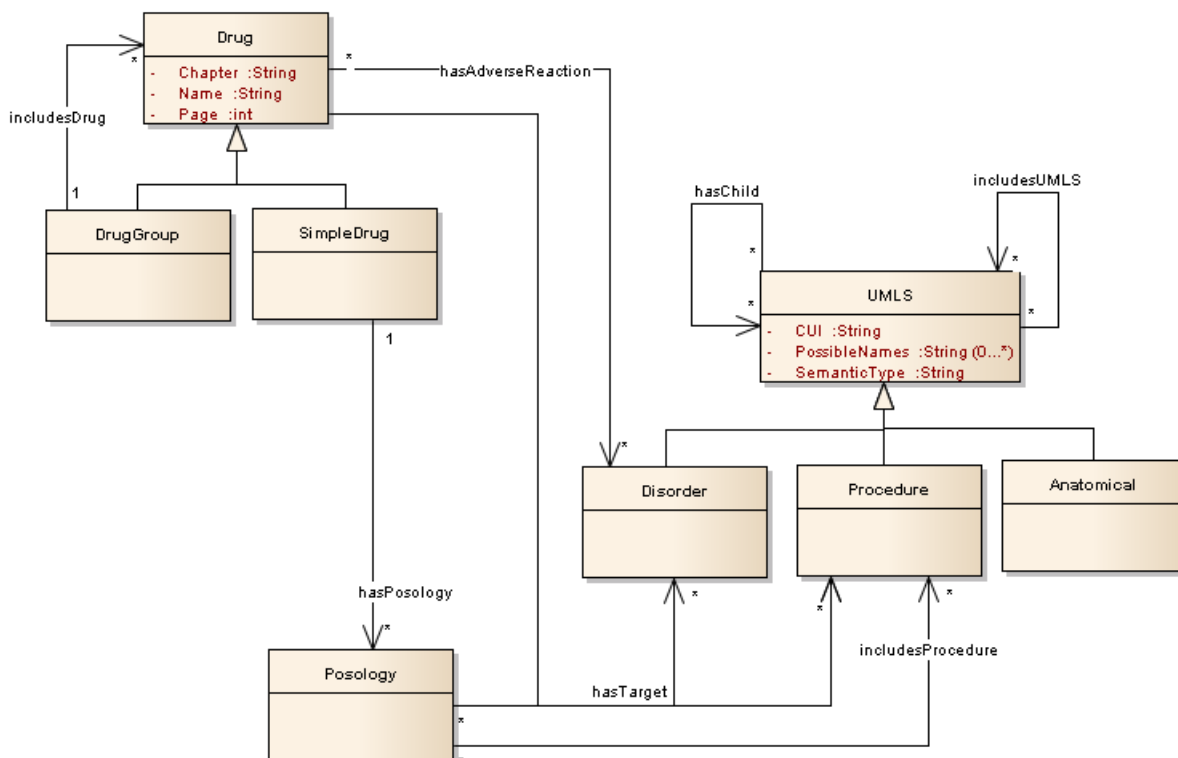 Drug
- Chapter :String
- Name :String
- Page :int
*
*
hasAdverseReaction
includesDrug
1
DrugGroup
SimpleDrug
1
hasChild
includesUMLS
*
*
*
*
UMLS
- CUI :String
- PossibleNames :String (0...*)
- SemanticType :String
*
Disorder
Procedure
Anatomical
hasPosology
*
*
*
*
includesProcedure
Posology
hasTarget
*